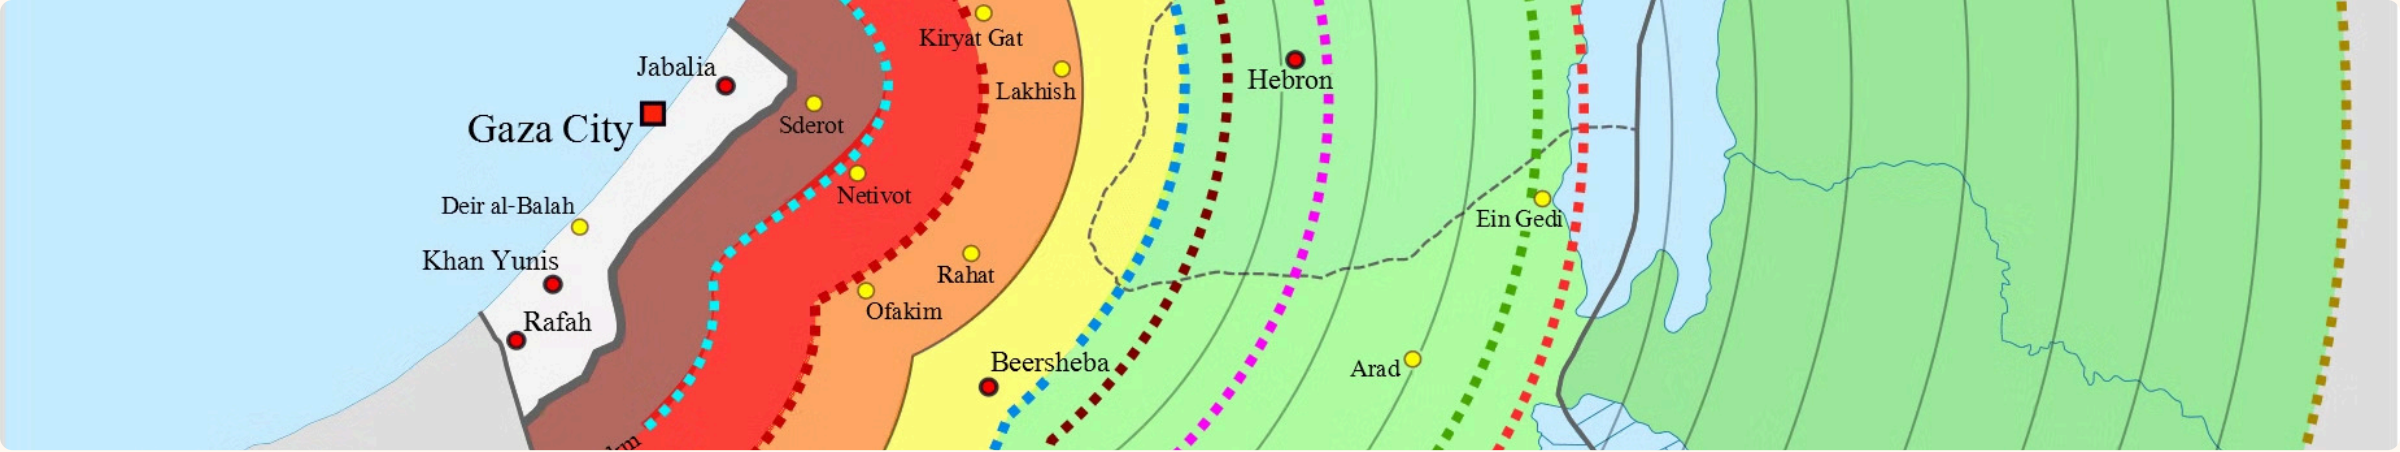 Kiryat Gat
Jabalia
Hebron
Lakhish
Gaza City
Sderot
Netivot
Deir al-Balah
Ein Gedi
Khan Yunis
Rahat
Ofakim
Rafah
Beersheba
Arad
km